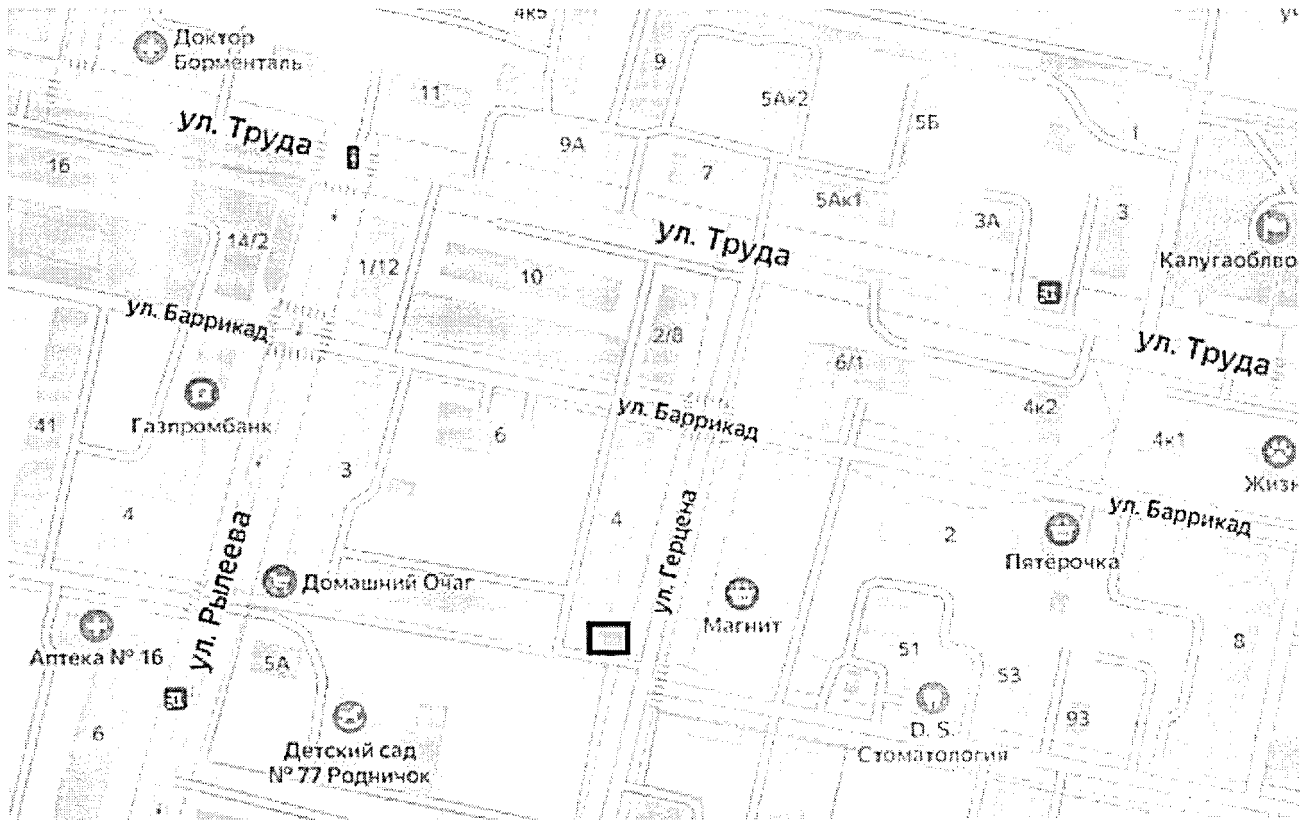 4к5
Доктор
Борменталь
9
11
5Ак2
5Б
1
ул. Труда
9А
16
7
5Ак1
3А
3
14/2
1/12
10
ул. Труда
Калугаоблво
ул. Баррикад
2/8
6/1
ул. Труда
Газпромбанк
41
6
ул. Баррикад
4к2
4к1
Жизн
3
4
4
2
ул. Баррикад
Пятёрочка
ул. Рылеева
Домашний Очаг
ул. Герцена
Магнит
Аптека № 16
5А
51
53
8
6
93
Детский сад
№ 77 Родничок
D. S.
Стоматология